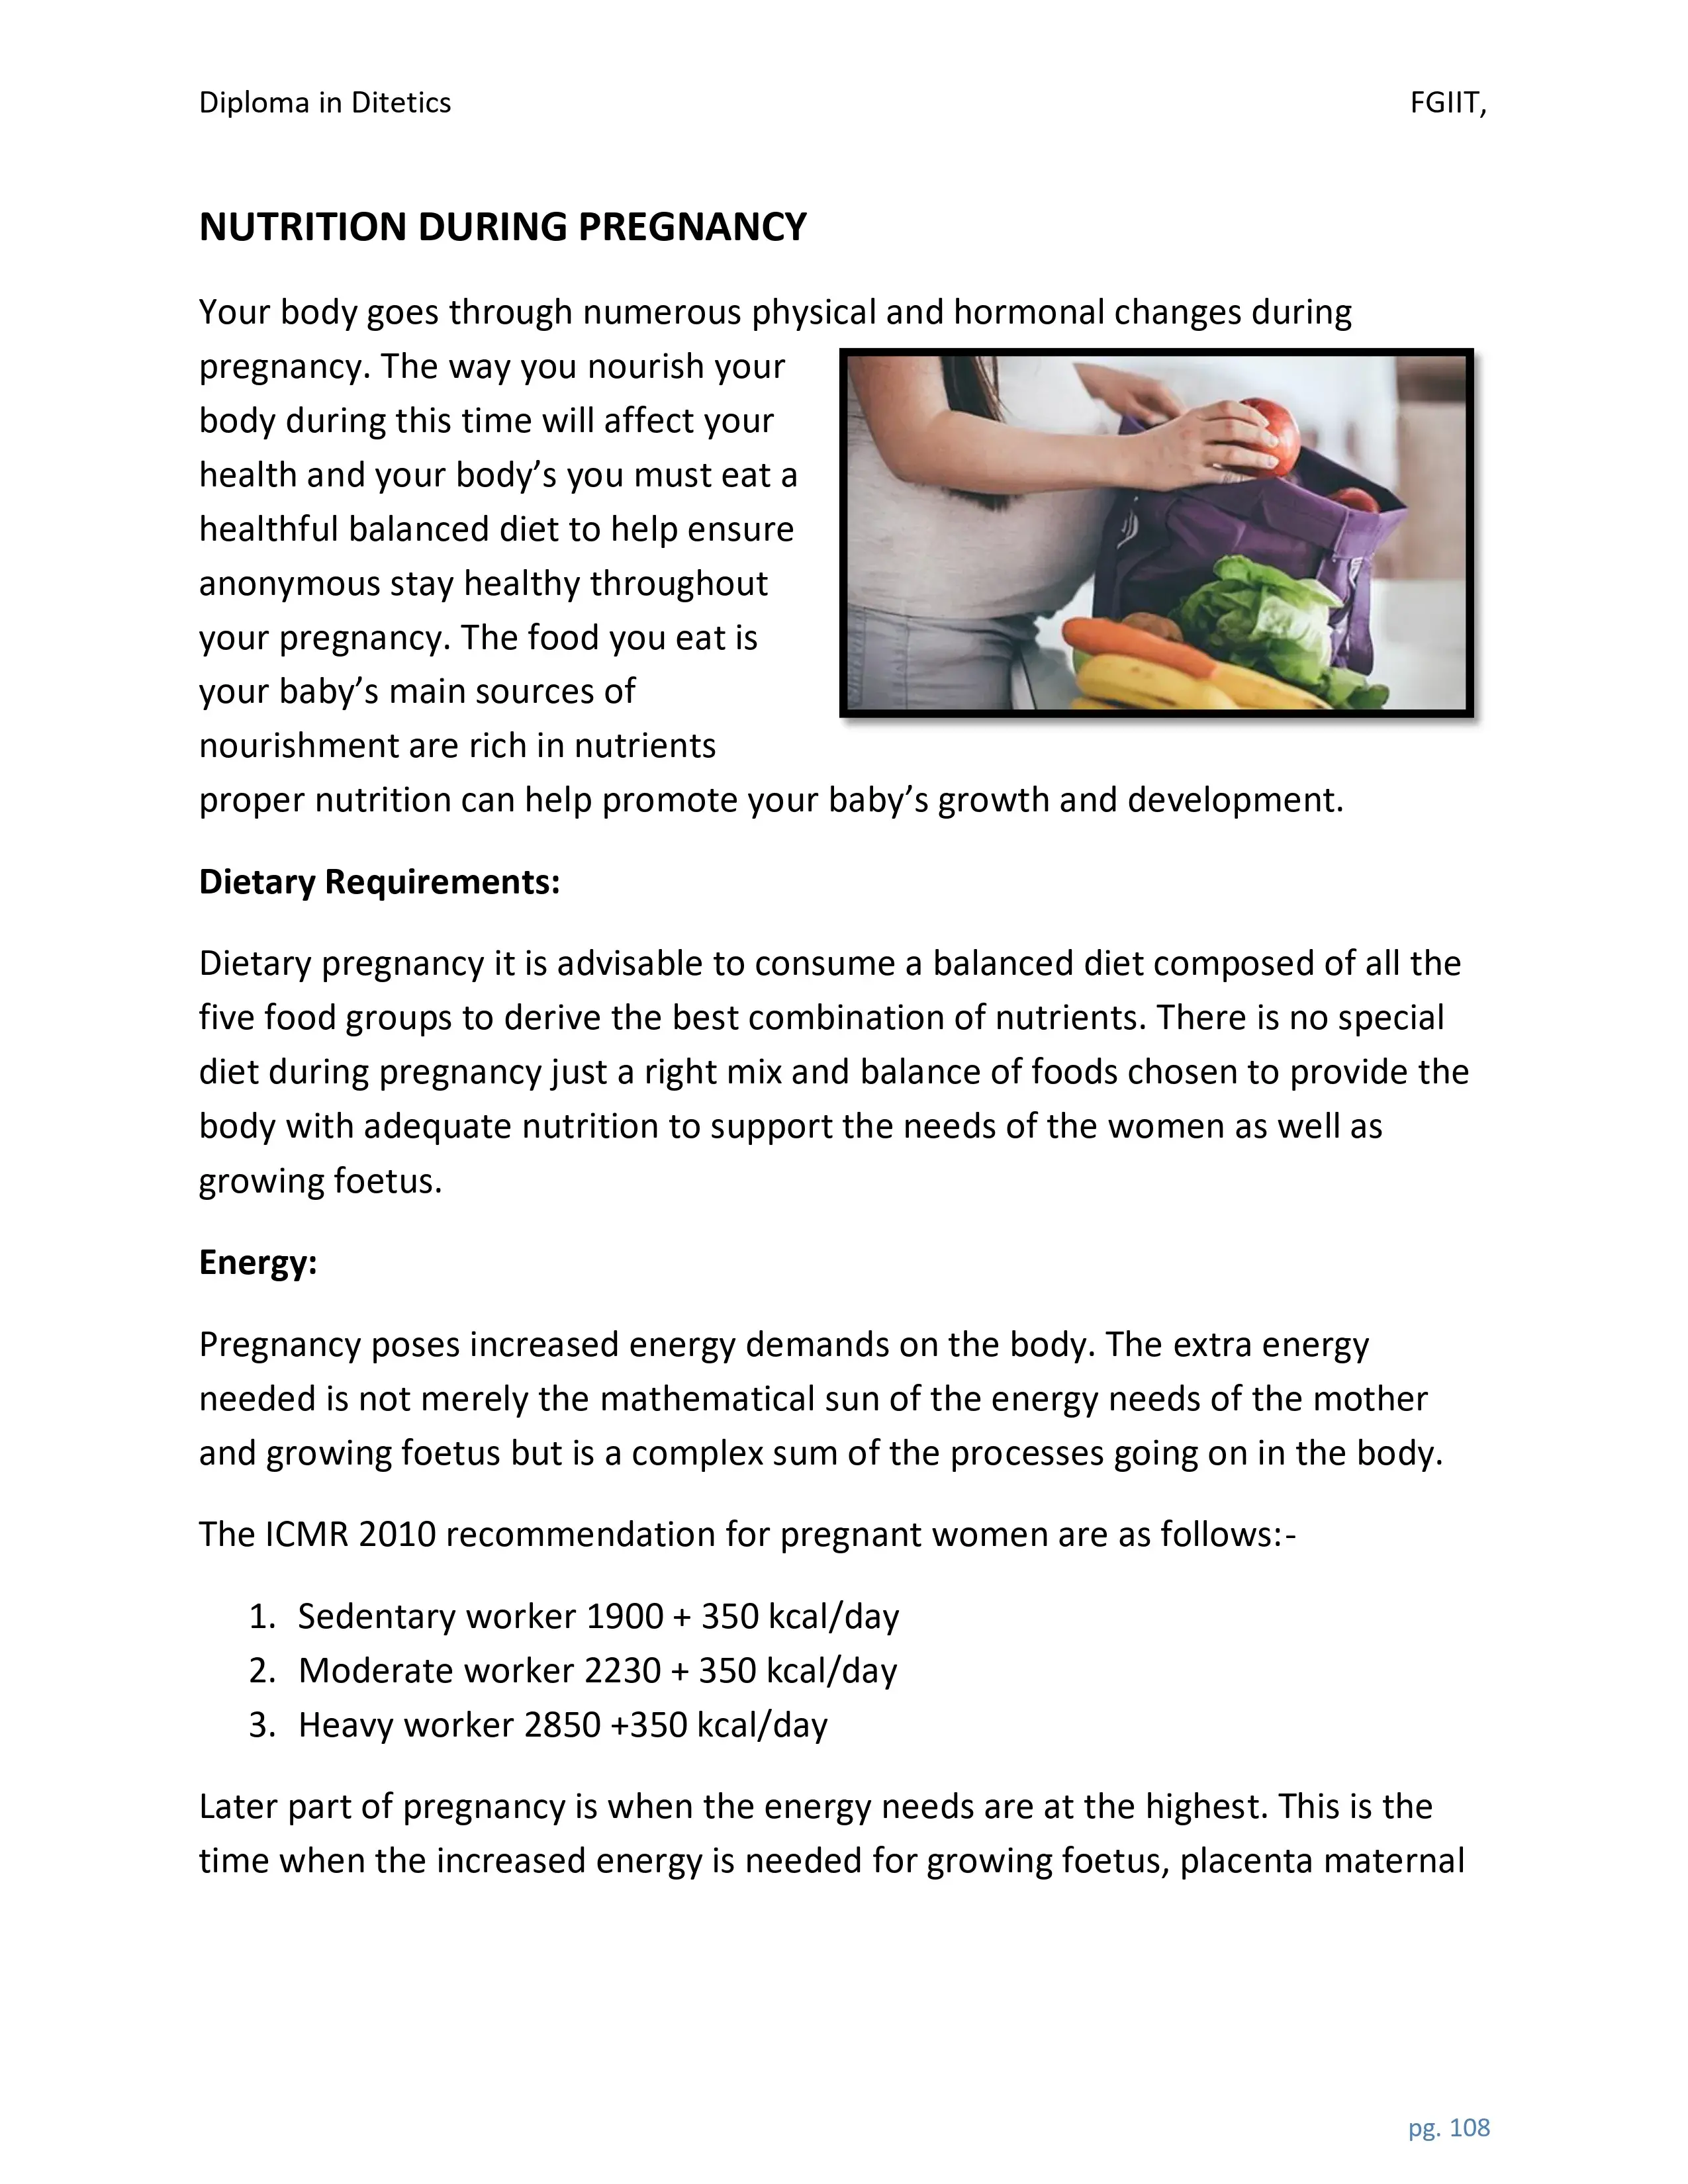 Diploma in Ditetics FGIIT,
NUTRITION DURING PREGNANCY
Your body goes through numerous physical and hormonal changes during
pregnancy. The way you nourish your
body during this time will affect your
health and your body’s you must eat a
healthful balanced diet to help ensure
anonymous stay healthy throughout
your pregnancy. The food you eat is
your baby’s main sources of
nourishment are rich in nutrients
proper nutrition can help promote your baby’s growth and development.
Dietary Requirements:
Dietary pregnancy it is advisable to consume a balanced diet composed of all the
five food groups to derive the best combination of nutrients. There is no special
diet during pregnancy just a right mix and balance of foods chosen to provide the
body with adequate nutrition to support the needs of the women as well as
growing foetus.
Energy:
Pregnancy poses increased energy demands on the body. The extra energy
needed is not merely the mathematical sun of the energy needs of the mother
and growing foetus but is a complex sum of the processes going on in the body.
The ICMR 2010 recommendation for pregnant women are as follows:-
1. Sedentary worker 1900 + 350 kcal/day
2. Moderate worker 2230 + 350 kcal/day
3. Heavy worker 2850 +350 kcal/day
Later part of pregnancy is when the energy needs are at the highest. This is the
time when the increased energy is needed for growing foetus, placenta maternal
pg. 108